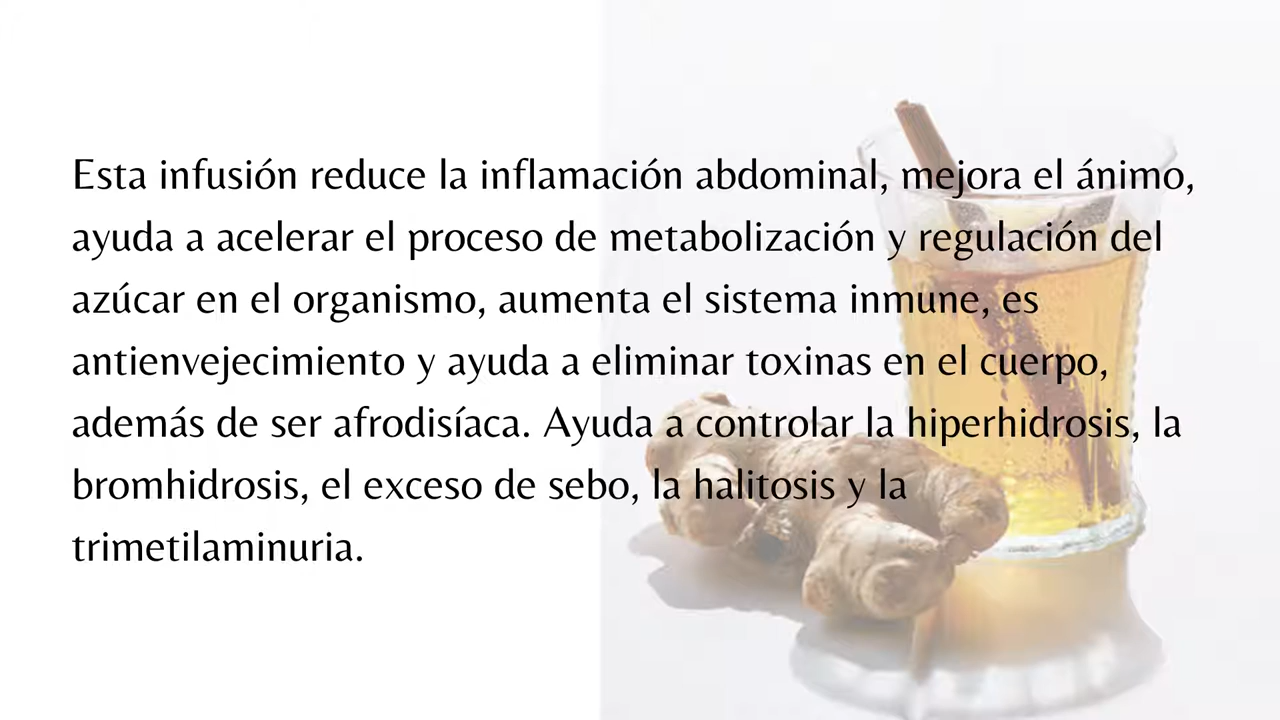 Esta infusión reduce la inflamación abdominal, mejora el ánimo,
ayuda a acelerar el proceso de metabolización y regulación del
azúcar en el organismo, aumenta el sistema inmune, es
antienvejecimiento y ayuda a eliminar toxinas en el cuerpo,
además de ser afrodisíaca. Ayuda a controlar la hiperhidrosis, la
bromhidrosis, el exceso de sebo, la halitosis y la
trimetilaminuria.